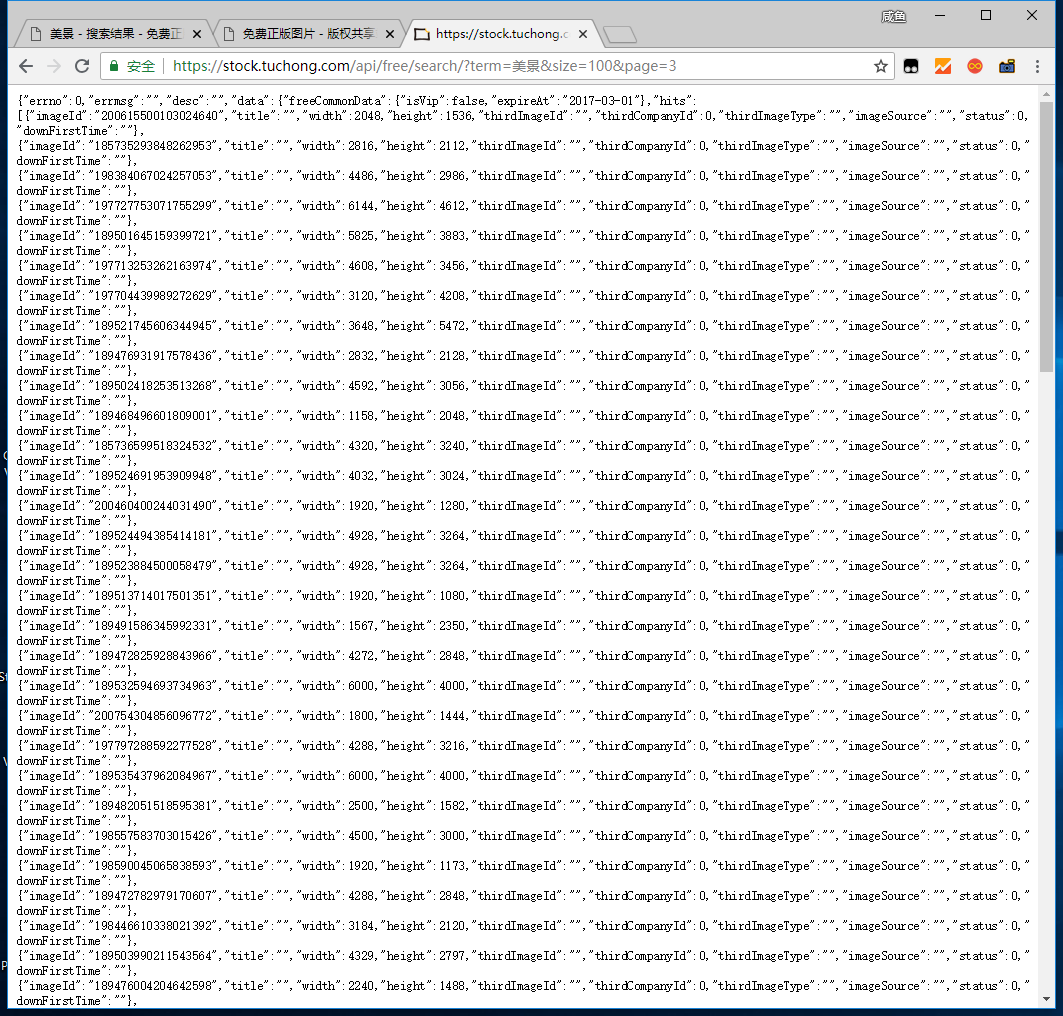 咸鱼
美景 - 搜索结果 - 免费正
免费正版图片 - 版权共享
https://stock.tuchong.c
安全
https://stock.tuchong.com/api/free/search/?term=美景&size=100&page=3
{"errno":0,"errmsg":"","desc":"","data":{"freeCommonData":{"isVip":false,"expireAt":"2017-03-01"},"hits":
[{"imageId":"200615500103024640","title":"","width":2048,"height":1536,"thirdImageId":"","thirdCompanyId":0,"thirdImageType":"","imageSource":"","status":0,
"downFirstTime":""},
{"imageId":"185735293848262953","title":"","width":2816,"height":2112,"thirdImageId":"","thirdCompanyId":0,"thirdImageType":"","imageSource":"","status":0,"
downFirstTime":""},
{"imageId":"198384067024257053","title":"","width":4486,"height":2986,"thirdImageId":"","thirdCompanyId":0,"thirdImageType":"","imageSource":"","status":0,"
downFirstTime":""},
{"imageId":"197727753071755299","title":"","width":6144,"height":4612,"thirdImageId":"","thirdCompanyId":0,"thirdImageType":"","imageSource":"","status":0,"
downFirstTime":""},
{"imageId":"189501645159399721","title":"","width":5825,"height":3883,"thirdImageId":"","thirdCompanyId":0,"thirdImageType":"","imageSource":"","status":0,"
downFirstTime":""},
{"imageId":"197713253262163974","title":"","width":4608,"height":3456,"thirdImageId":"","thirdCompanyId":0,"thirdImageType":"","imageSource":"","status":0,"
downFirstTime":""},
{"imageId":"197704439989272629","title":"","width":3120,"height":4208,"thirdImageId":"","thirdCompanyId":0,"thirdImageType":"","imageSource":"","status":0,"
downFirstTime":""},
{"imageId":"189521745606344945","title":"","width":3648,"height":5472,"thirdImageId":"","thirdCompanyId":0,"thirdImageType":"","imageSource":"","status":0,"
downFirstTime":""},
{"imageId":"189476931917578436","title":"","width":2832,"height":2128,"thirdImageId":"","thirdCompanyId":0,"thirdImageType":"","imageSource":"","status":0,"
downFirstTime":""},
{"imageId":"189502418253513268","title":"","width":4592,"height":3056,"thirdImageId":"","thirdCompanyId":0,"thirdImageType":"","imageSource":"","status":0,"
downFirstTime":""},
{"imageId":"189468496601809001","title":"","width":1158,"height":2048,"thirdImageId":"","thirdCompanyId":0,"thirdImageType":"","imageSource":"","status":0,"
downFirstTime":""},
{"imageId":"185736599518324532","title":"","width":4320,"height":3240,"thirdImageId":"","thirdCompanyId":0,"thirdImageType":"","imageSource":"","status":0,"
downFirstTime":""},
{"imageId":"189524691953909948","title":"","width":4032,"height":3024,"thirdImageId":"","thirdCompanyId":0,"thirdImageType":"","imageSource":"","status":0,"
downFirstTime":""},
{"imageId":"200460400244031490","title":"","width":1920,"height":1280,"thirdImageId":"","thirdCompanyId":0,"thirdImageType":"","imageSource":"","status":0,"
downFirstTime":""},
{"imageId":"189524494385414181","title":"","width":4928,"height":3264,"thirdImageId":"","thirdCompanyId":0,"thirdImageType":"","imageSource":"","status":0,"
downFirstTime":""},
{"imageId":"189523884500058479","title":"","width":4928,"height":3264,"thirdImageId":"","thirdCompanyId":0,"thirdImageType":"","imageSource":"","status":0,"
downFirstTime":""},
{"imageId":"189513714017501351","title":"","width":1920,"height":1080,"thirdImageId":"","thirdCompanyId":0,"thirdImageType":"","imageSource":"","status":0,"
downFirstTime":""},
{"imageId":"189491586345992331","title":"","width":1567,"height":2350,"thirdImageId":"","thirdCompanyId":0,"thirdImageType":"","imageSource":"","status":0,"
downFirstTime":""},
{"imageId":"189472825928843966","title":"","width":4272,"height":2848,"thirdImageId":"","thirdCompanyId":0,"thirdImageType":"","imageSource":"","status":0,"
downFirstTime":""},
{"imageId":"189532594693734963","title":"","width":6000,"height":4000,"thirdImageId":"","thirdCompanyId":0,"thirdImageType":"","imageSource":"","status":0,"
downFirstTime":""},
{"imageId":"200754304856096772","title":"","width":1800,"height":1444,"thirdImageId":"","thirdCompanyId":0,"thirdImageType":"","imageSource":"","status":0,"
downFirstTime":""},
{"imageId":"197797288592277528","title":"","width":4288,"height":3216,"thirdImageId":"","thirdCompanyId":0,"thirdImageType":"","imageSource":"","status":0,"
downFirstTime":""},
{"imageId":"189535437962084967","title":"","width":6000,"height":4000,"thirdImageId":"","thirdCompanyId":0,"thirdImageType":"","imageSource":"","status":0,"
downFirstTime":""},
{"imageId":"189482051518595381","title":"","width":2500,"height":1582,"thirdImageId":"","thirdCompanyId":0,"thirdImageType":"","imageSource":"","status":0,"
downFirstTime":""},
{"imageId":"198557583703015426","title":"","width":4500,"height":3000,"thirdImageId":"","thirdCompanyId":0,"thirdImageType":"","imageSource":"","status":0,"
downFirstTime":""},
{"imageId":"198590045065838593","title":"","width":1920,"height":1173,"thirdImageId":"","thirdCompanyId":0,"thirdImageType":"","imageSource":"","status":0,"
downFirstTime":""},
{"imageId":"189472782979170607","title":"","width":4288,"height":2848,"thirdImageId":"","thirdCompanyId":0,"thirdImageType":"","imageSource":"","status":0,"
downFirstTime":""},
{"imageId":"198446610338021392","title":"","width":3184,"height":2120,"thirdImageId":"","thirdCompanyId":0,"thirdImageType":"","imageSource":"","status":0,"
downFirstTime":""},
{"imageId":"189503990211543564","title":"","width":4329,"height":2797,"thirdImageId":"","thirdCompanyId":0,"thirdImageType":"","imageSource":"","status":0,"
downFirstTime":""},
{"imageId":"189476004204642598","title":"","width":2240,"height":1488,"thirdImageId":"","thirdCompanyId":0,"thirdImageType":"","imageSource":"","status":0,"
downFirstTime":""},